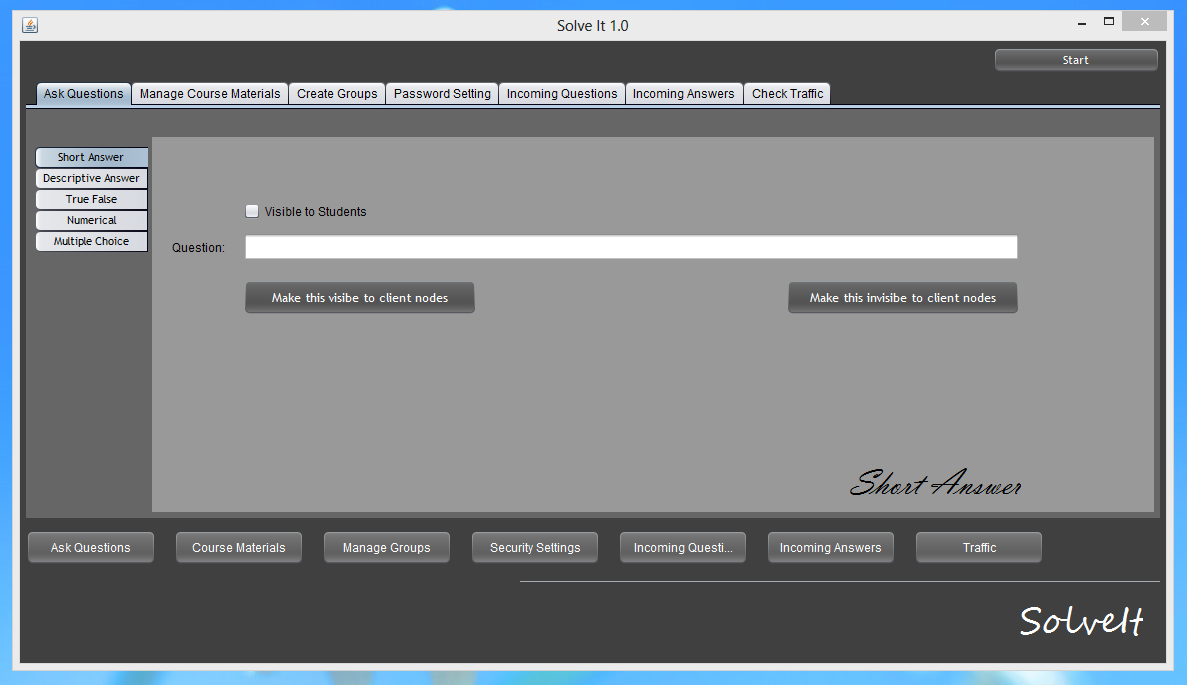 Solve It 1.0
Start
Ask Questions Manage Course Materials Create Groups Password Setting Incoming Questions Incoming Answers Check Traffic
Short Answer
Descriptive Answer
True False
Numerical
Multiple Choice
Visible to Students
Question:
Make this visibe to client nodes Make this invisibe to client nodes
Short Answer
Ask Questions Course Materials Manage Groups Security Settings Incoming Questi... Incoming Answers Traffic
SolveIt